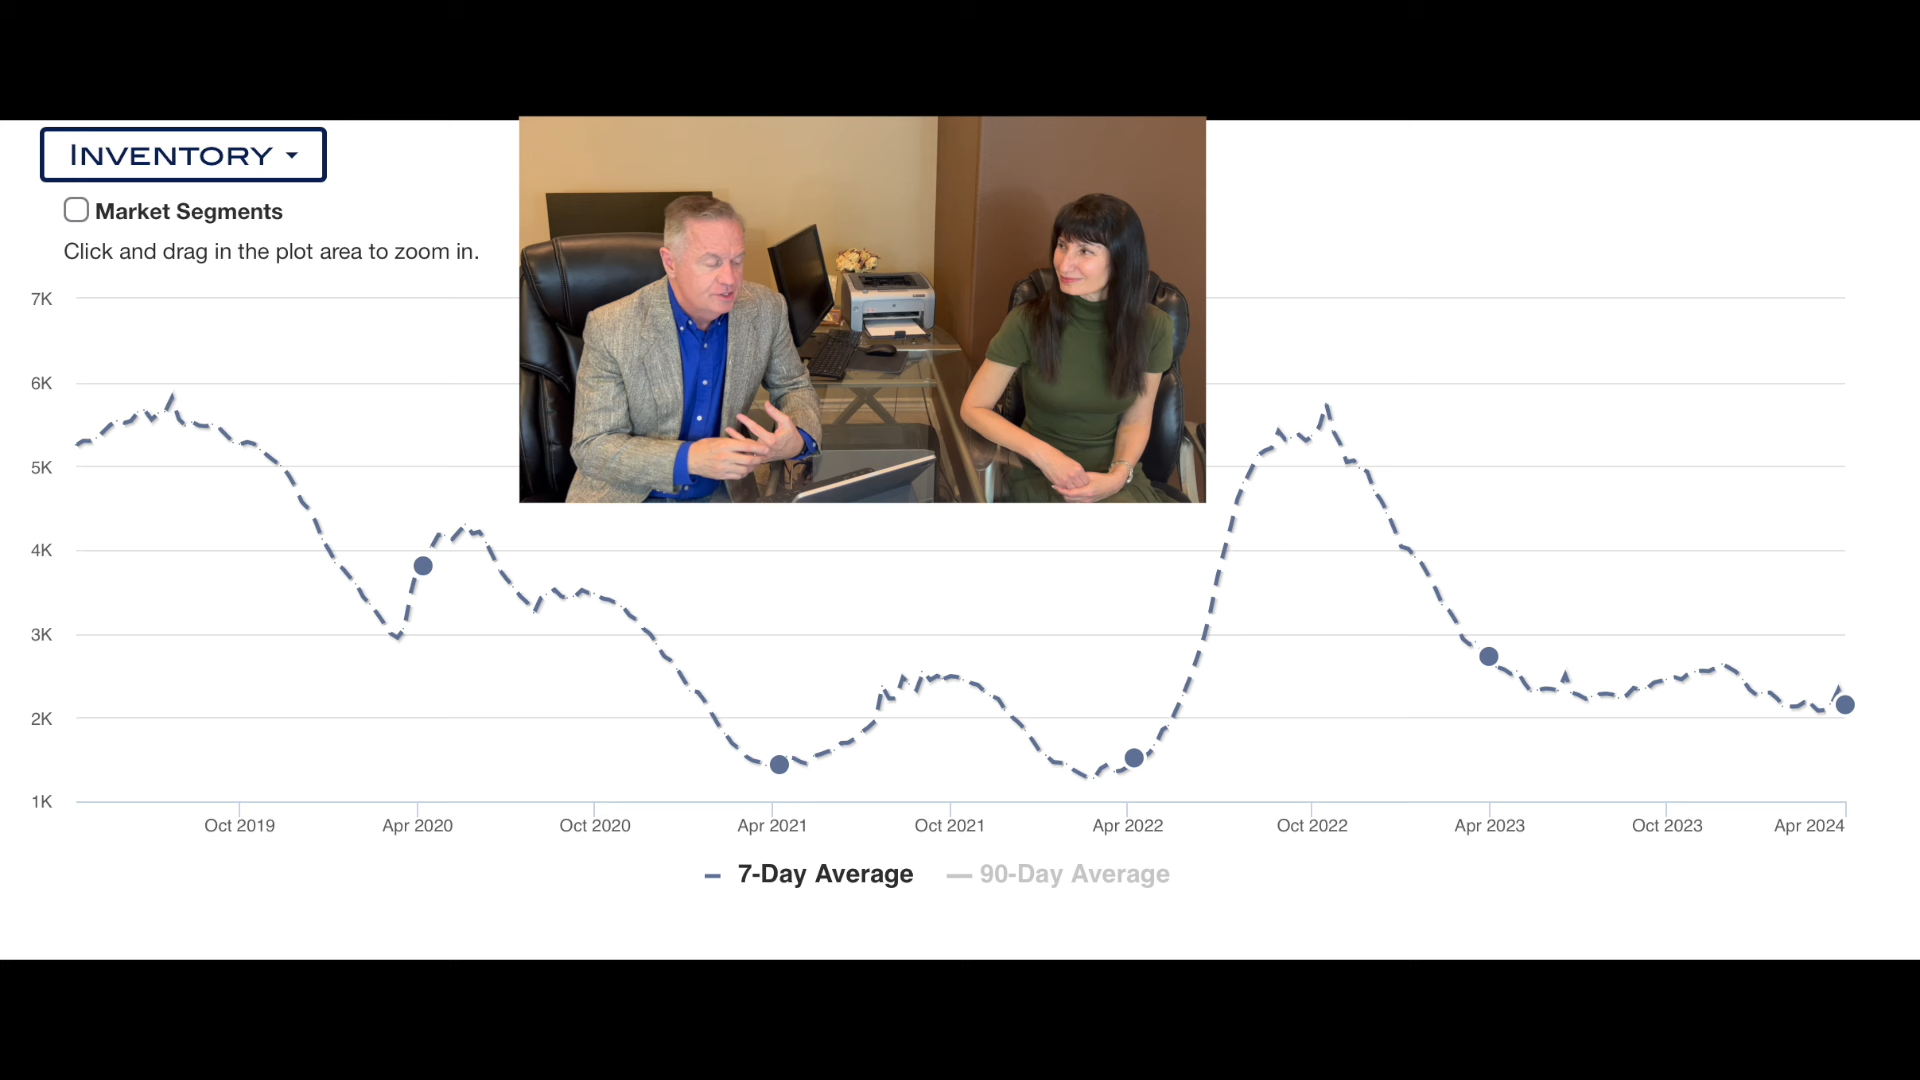 INVENTORY
Market Segments
Click and drag in the plot area to zoom in.
7K
6K
5K
4K
3K
2K
1K
Oct 2019 Apr 2020 Oct 2020 Apr 2021 Oct 2021 Apr 2022 Oct 2022 Apr 2023 Oct 2023 Apr 2024
7-Day Average 90-Day Average